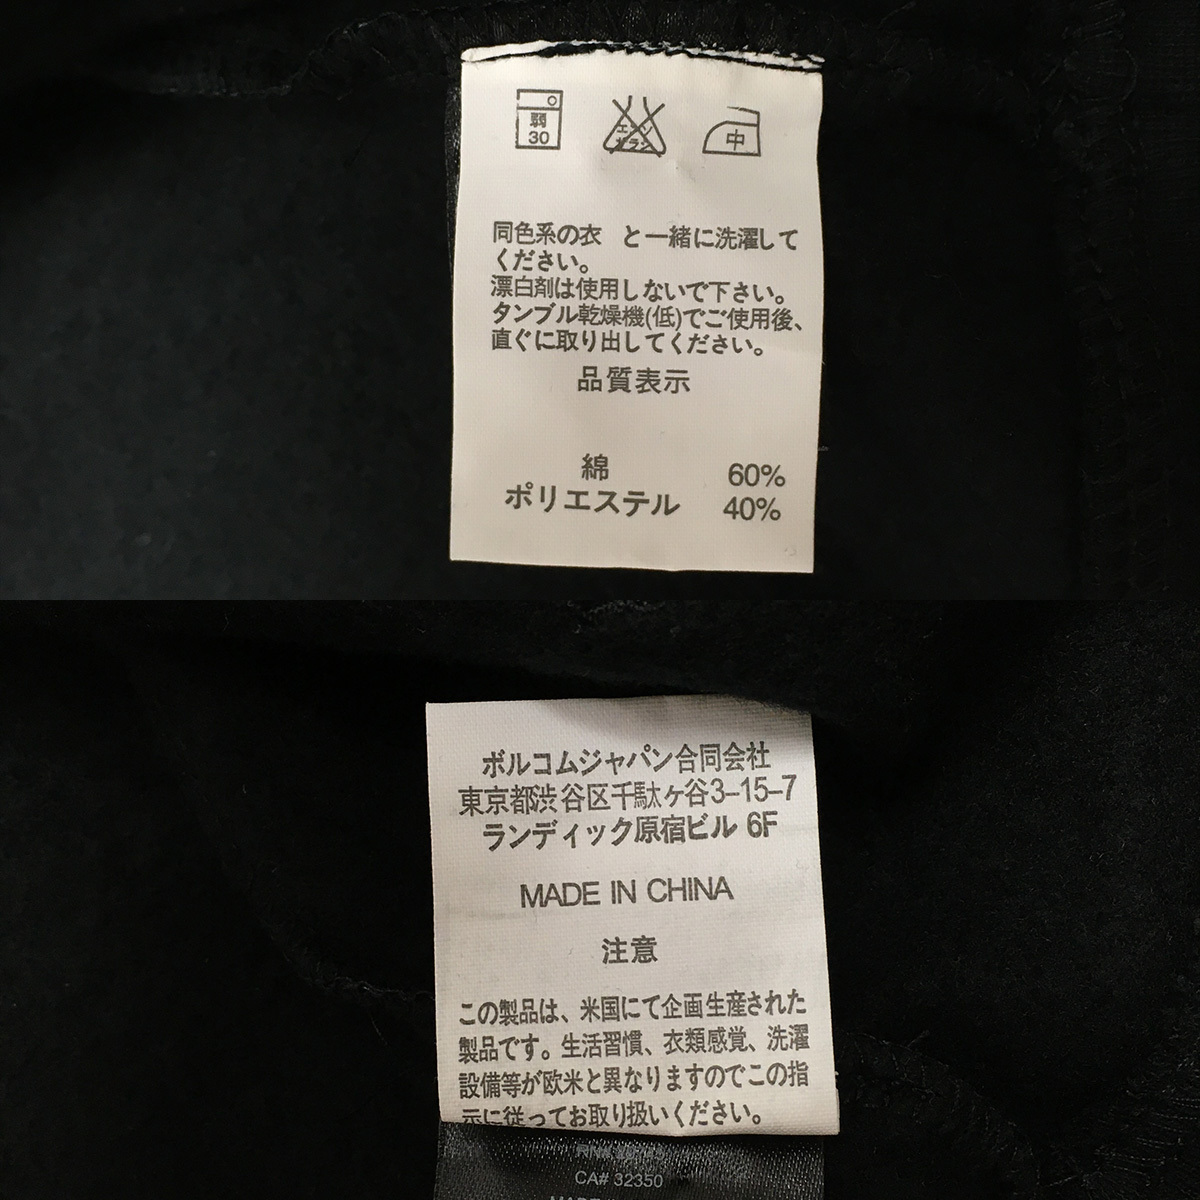 弱
30
エンソ
サラシ
中
同色系の衣 と一緒に洗濯して
ください。
漂白剤は使用しないで下さい。
タンブル乾燥機(低)でご使用後、
直ぐに取り出してください。
品質表示
綿 60%
ポリエステル 40%
ボルコムジャパン合同会社
東京都渋谷区千駄ヶ谷3-15-7
ランディック原宿ビル 6F
MADE IN CHINA
注意
この製品は、米国にて企画生産された
製品です。生活習慣、衣類感覚、洗濯
設備等が欧米と異なりますのでこの指
示に従ってお取り扱いください。
CA# 32350